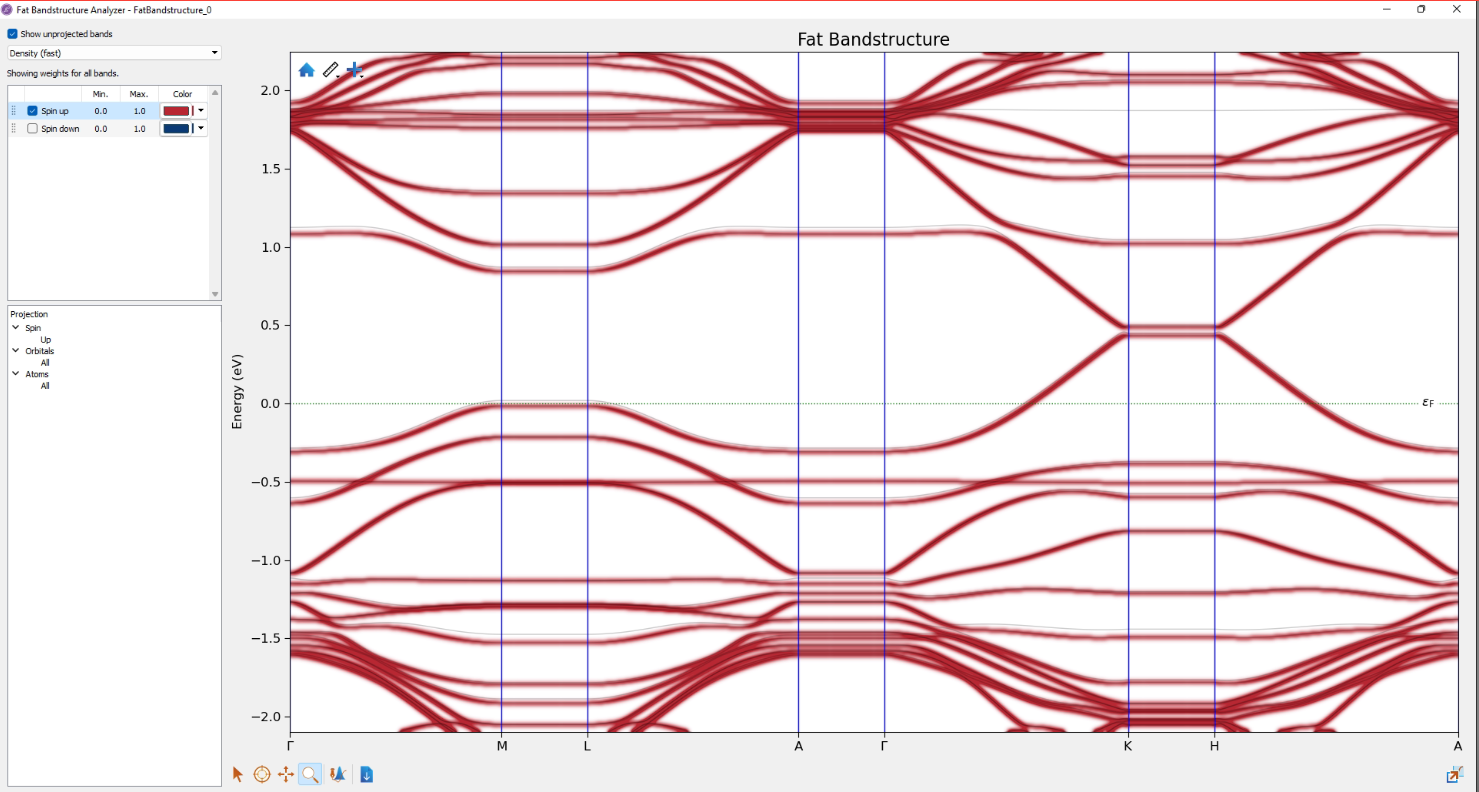 Fat Bandstructure Analyzer - FatBandstructure_0
Show unprojected bands
Density (fast)
Showing weights for all bands.
Min. Max. Color
Spin up 0.0 1.0
Spin down 0.0 1.0
Projection
Spin
Up
Orbitals
All
Atoms
All
Fat Bandstructure
Energy (eV)
2.0
1.5
1.0
0.5
0.0
−0.5
−1.0
−1.5
−2.0
εF
Γ M L A Γ K H A